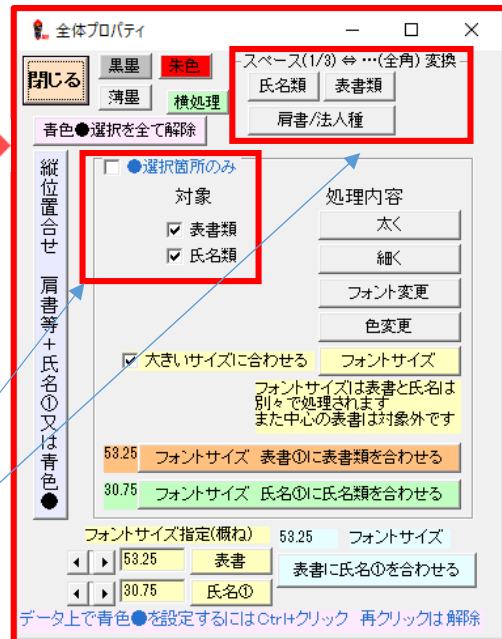 全体プロパティ
閉じる
黒墨
朱色
薄墨
横処理
スペース(1/3) ⇔ …(全角) 変換
氏名類
表書類
肩書/法人種
青色●選択を全て解除
縦位置合せ 肩書等+氏名①又は青色●
●選択箇所のみ
対象
処理内容
表書類
氏名類
太く
細く
フォント変更
色変更
大きいサイズに合わせる
フォントサイズ
フォントサイズは表書と氏名は
別々で処理されます
また中心の表書は対象外です
53.25 フォントサイズ 表書①に表書類を合わせる
30.75 フォントサイズ 氏名①に氏名類を合わせる
フォントサイズ指定(概ね)
53.25 フォントサイズ
53.25 表書
表書に氏名①を合わせる
30.75 氏名①
データ上で青色●を設定するにはCtrl+クリック 再クリックは解除